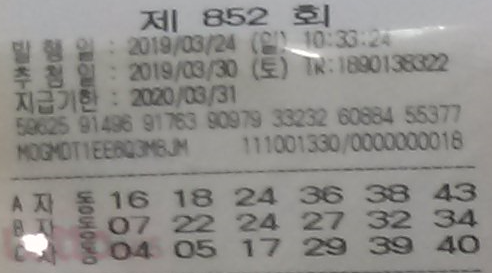 제 852 회
발 행 일 : 2019/03/24 (일) 10:33:24
추 첨 일 : 2019/03/30 (토) TR:1890138322
지급기한 : 2020/03/31
59625 91496 91763 90979 33232 60884 55377
111001330/0000000018
A 자 동 16 18 24 36 38 43
B 자 동 07 22 24 27 32 34
C 자 동 04 05 17 29 39 40